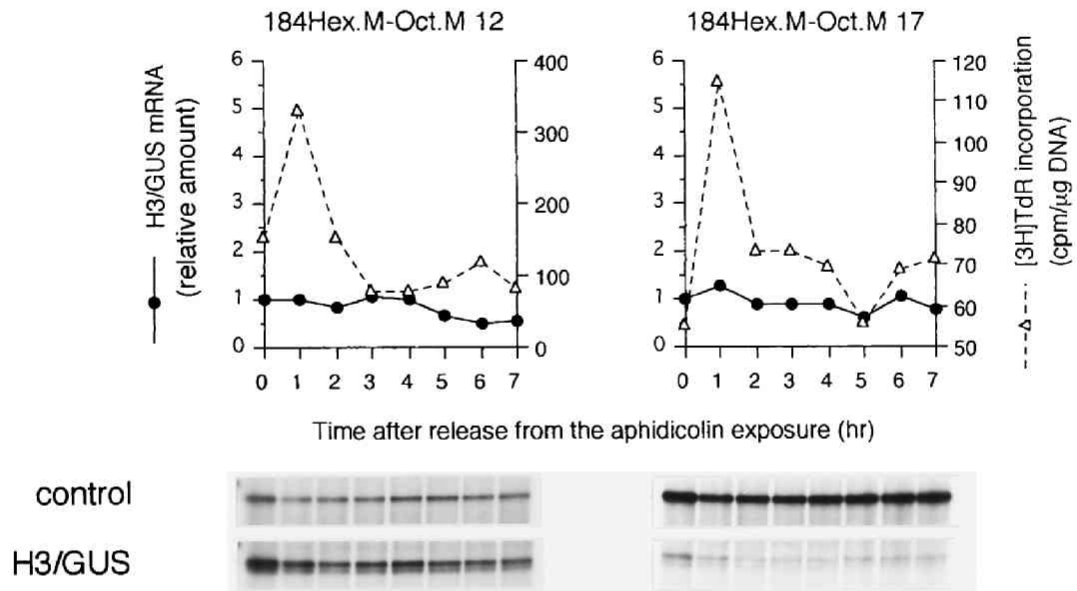 184Hex.M-Oct.M 12
184Hex.M-Oct.M 17
H3/GUS mRNA
(relative amount)
6
5
4
3
2
1
0
400
300
200
100
0
0 1 2 3 4 5 6 7
6
5
4
3
2
1
0
120
110
100
90
80
70
60
50
0 1 2 3 4 5 6 7
[3H]TdR incorporation
(cpm/µg DNA)
Time after release from the aphidicolin exposure (hr)
control
H3/GUS